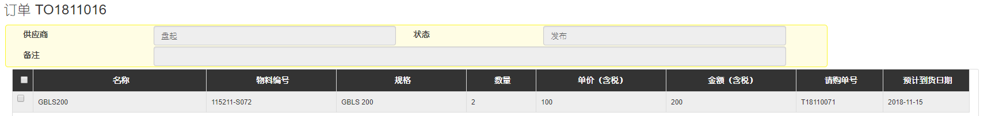 订单 TO1811016
供应商 盘起 状态 发布
备注
名称 物料编号 规格 数量 单价（含税） 金额（含税） 请购单号 预计到货日期
GBLS200 115211-S072 GBLS 200 2 100 200 T18110071 2018-11-15